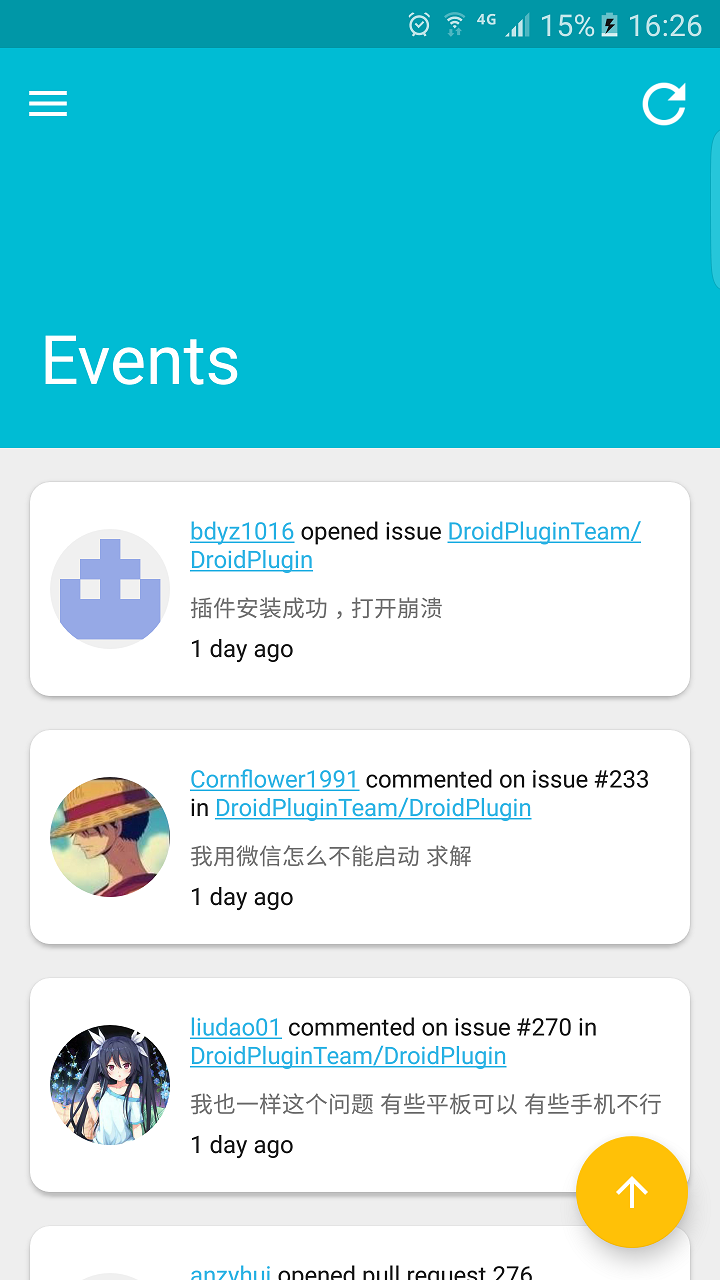 4G 15% 16:26
Events
bdyz1016 opened issue DroidPluginTeam/
DroidPlugin
插件安装成功，打开崩溃
1 day ago
Cornflower1991 commented on issue #233
in DroidPluginTeam/DroidPlugin
我用微信怎么不能启动 求解
1 day ago
liudao01 commented on issue #270 in
DroidPluginTeam/DroidPlugin
我也一样这个问题 有些平板可以 有些手机不行
1 day ago
anzyhui opened pull request 276